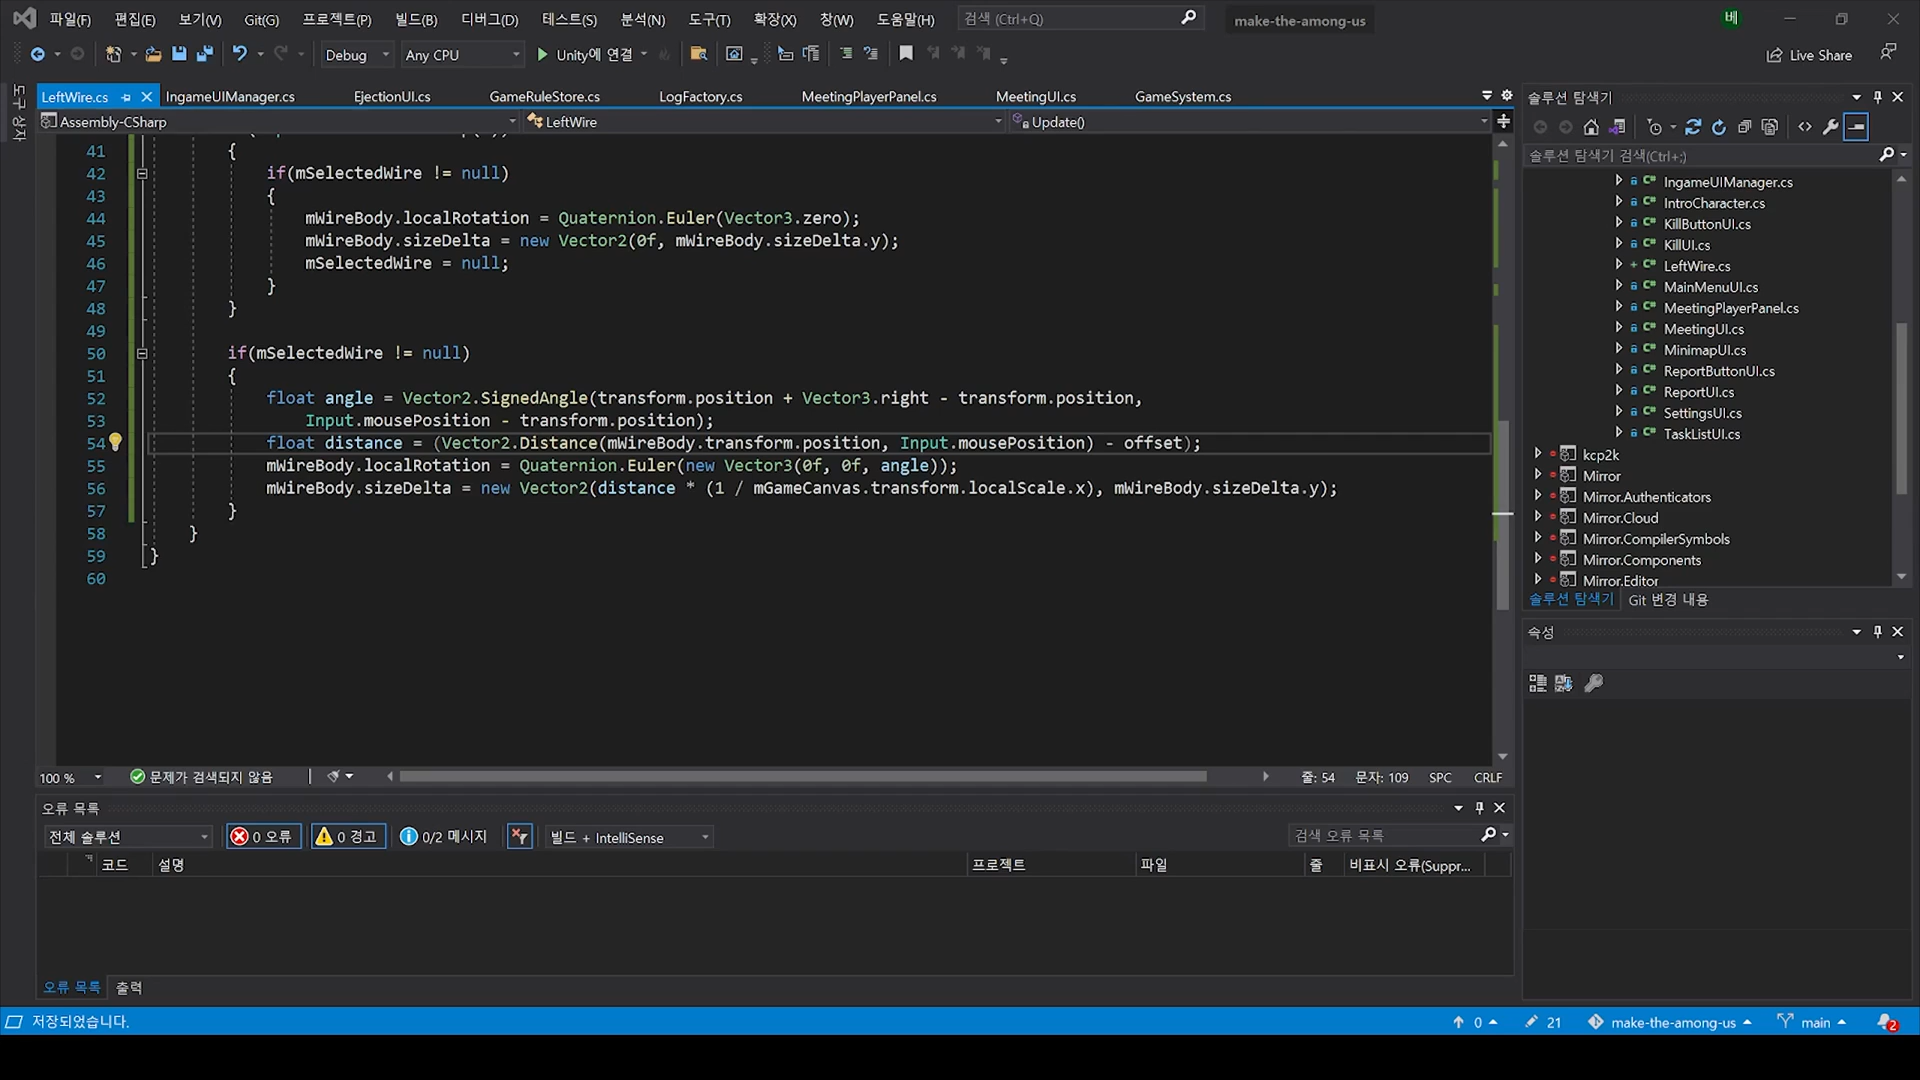 파일(F) 편집(E) 보기(V) Git(G) 프로젝트(P) 빌드(B) 디버그(D) 테스트(S) 분석(N) 도구(T) 확장(X) 창(W) 도움말(H) 검색 (Ctrl+Q) make-the-among-us 베
Debug Any CPU Unity에 연결 Live Share
도구 상자
LeftWire.cs IngameUIManager.cs EjectionUI.cs GameRuleStore.cs LogFactory.cs MeetingPlayerPanel.cs MeetingUI.cs GameSystem.cs
Assembly-CSharp LeftWire Update()
41 {
42 if(mSelectedWire != null)
43 {
44 mWireBody.localRotation = Quaternion.Euler(Vector3.zero);
45 mWireBody.sizeDelta = new Vector2(0f, mWireBody.sizeDelta.y);
46 mSelectedWire = null;
47 }
48 }
49
50 if(mSelectedWire != null)
51 {
52 float angle = Vector2.SignedAngle(transform.position + Vector3.right - transform.position,
53 Input.mousePosition - transform.position);
54 float distance = (Vector2.Distance(mWireBody.transform.position, Input.mousePosition) - offset);
55 mWireBody.localRotation = Quaternion.Euler(new Vector3(0f, 0f, angle));
56 mWireBody.sizeDelta = new Vector2(distance * (1 / mGameCanvas.transform.localScale.x), mWireBody.sizeDelta.y);
57 }
58 }
59 }
60
100 % 문제가 검색되지 않음 줄: 54 문자: 109 SPC CRLF
오류 목록
전체 솔루션 0 오류 0 경고 0/2 메시지 빌드 + IntelliSense 검색 오류 목록
코드 설명 프로젝트 파일 줄 비표시 오류(Suppr...
오류 목록 출력
솔루션 탐색기
솔루션 탐색기 검색(Ctrl+;)
IngameUIManager.cs
IntroCharacter.cs
KillButtonUI.cs
KillUI.cs
LeftWire.cs
MainMenuUI.cs
MeetingPlayerPanel.cs
MeetingUI.cs
MinimapUI.cs
ReportButtonUI.cs
ReportUI.cs
SettingsUI.cs
TaskListUI.cs
kcp2k
Mirror
Mirror.Authenticators
Mirror.Cloud
Mirror.CompilerSymbols
Mirror.Components
Mirror.Editor
솔루션 탐색기 Git 변경 내용
속성
저장되었습니다. 0 21 make-the-among-us main 2